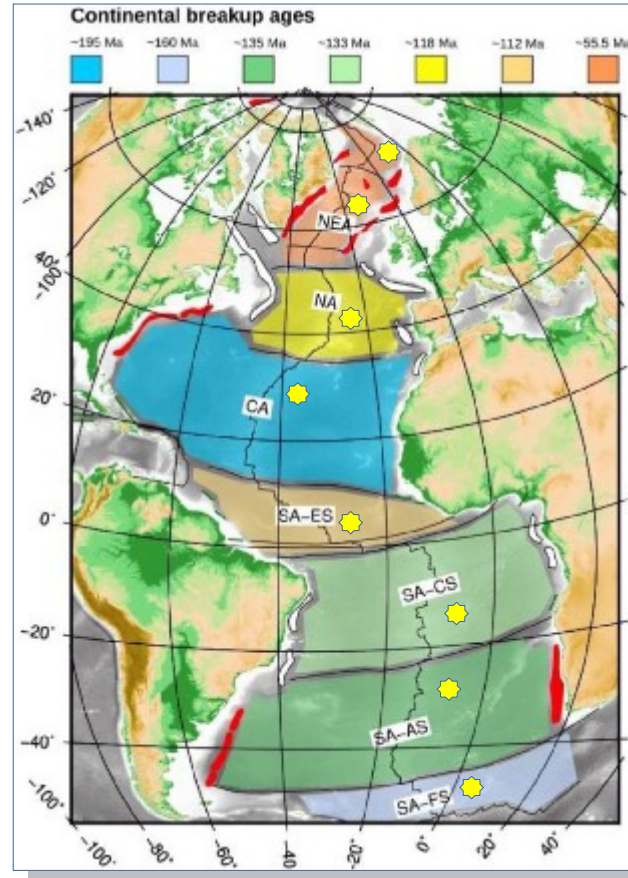 Continental breakup ages
~195 Ma ~160 Ma ~135 Ma ~133 Ma ~118 Ma ~112 Ma ~55.5 Ma
-140°
-120°
NEA
40°
-100°
NA
20°
CA
0°
SA-ES
SA-CS
-20°
SA-AS
-40°
SA-FS
-100°
-100° -80° -60° -40° -20° 0° 20° 40°